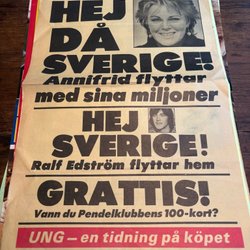 HEJ
DÅ
SVERIGE!
Annifrid flyttar
med sina miljoner
HEJ
SVERIGE!
Ralf Edström flyttar hem
GRATTIS!
Vann du Pendelklubbens 100-kort?
UNG – en tidning på köpet